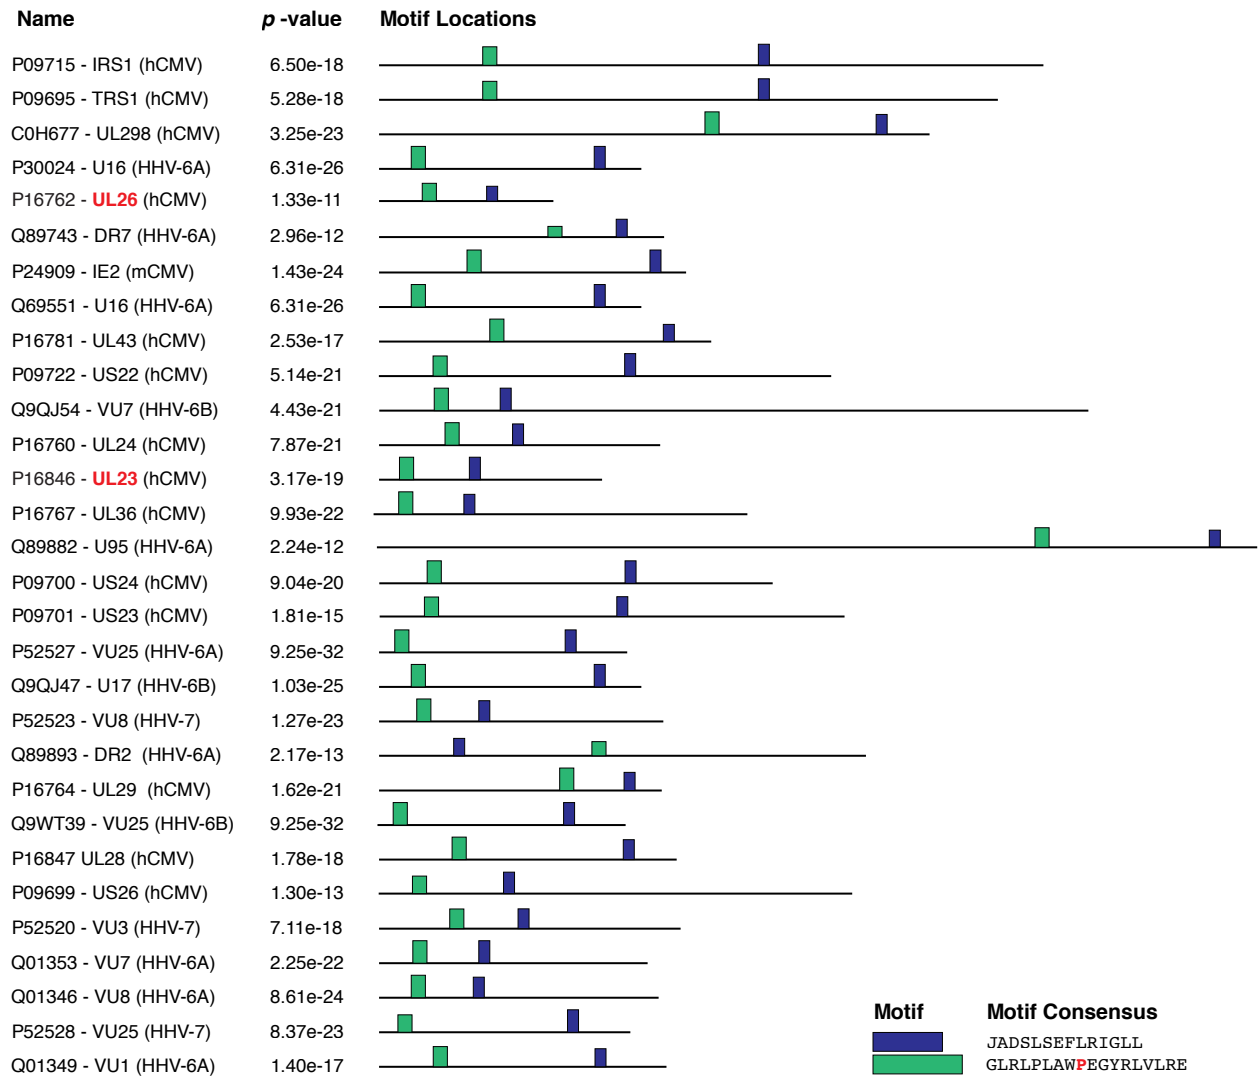 Name p -value Motif Locations
P09715 - IRS1 (hCMV) 6.50e-18
P09695 - TRS1 (hCMV) 5.28e-18
C0H677 - UL298 (hCMV) 3.25e-23
P30024 - U16 (HHV-6A) 6.31e-26
P16762 - UL26 (hCMV) 1.33e-11
Q89743 - DR7 (HHV-6A) 2.96e-12
P24909 - IE2 (mCMV) 1.43e-24
Q69551 - U16 (HHV-6A) 6.31e-26
P16781 - UL43 (hCMV) 2.53e-17
P09722 - US22 (hCMV) 5.14e-21
Q9QJ54 - VU7 (HHV-6B) 4.43e-21
P16760 - UL24 (hCMV) 7.87e-21
P16846 - UL23 (hCMV) 3.17e-19
P16767 - UL36 (hCMV) 9.93e-22
Q89882 - U95 (HHV-6A) 2.24e-12
P09700 - US24 (hCMV) 9.04e-20
P09701 - US23 (hCMV) 1.81e-15
P52527 - VU25 (HHV-6A) 9.25e-32
Q9QJ47 - U17 (HHV-6B) 1.03e-25
P52523 - VU8 (HHV-7) 1.27e-23
Q89893 - DR2 (HHV-6A) 2.17e-13
P16764 - UL29 (hCMV) 1.62e-21
Q9WT39 - VU25 (HHV-6B) 9.25e-32
P16847 UL28 (hCMV) 1.78e-18
P09699 - US26 (hCMV) 1.30e-13
P52520 - VU3 (HHV-7) 7.11e-18
Q01353 - VU7 (HHV-6A) 2.25e-22
Q01346 - VU8 (HHV-6A) 8.61e-24
P52528 - VU25 (HHV-7) 8.37e-23
Q01349 - VU1 (HHV-6A) 1.40e-17
Motif Motif Consensus
JADSLSEFLRIGLL
GLRLPLAWPEGYRLVLRE